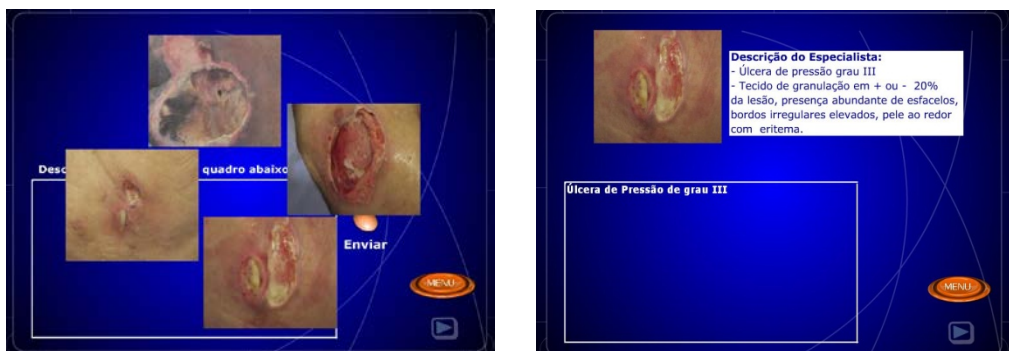 Desc quadro abaixo
Enviar
MENU
Descrição do Especialista:
- Úlcera de pressão grau III
- Tecido de granulação em + ou - 20%
da lesão, presença abundante de esfacelos,
bordos irregulares elevados, pele ao redor
com eritema.
Úlcera de Pressão de grau III
MENU